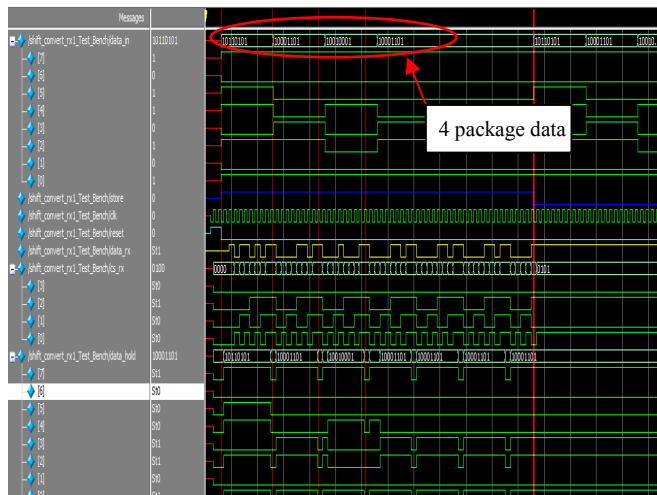 Messages
/shift_convert_rx1_Test_Bench/data_in 10110101 10110101 10001101 10010001 10001101 10110101 10001101 10010...
[7] 1
[6] 0
[5] 1
[4] 1
[3] 0
[2] 1
[1] 0
[0] 1
4 package data
/shift_convert_rx1_Test_Bench/store 0
/shift_convert_rx1_Test_Bench/clk 0
/shift_convert_rx1_Test_Bench/reset 0
/shift_convert_rx1_Test_Bench/data_rx St1
/shift_convert_rx1_Test_Bench/cs_rx 0100 0000 0101
[3] St0
[2] St1
[1] St0
[0] St0
/shift_convert_rx1_Test_Bench/data_hold 10001101 10110101 10001101 10010001 10001101 10001101 10001101 10001101
[7] St1
[6] St0
[5] St0
[4] St0
[3] St1
[2] St1
[1] St0